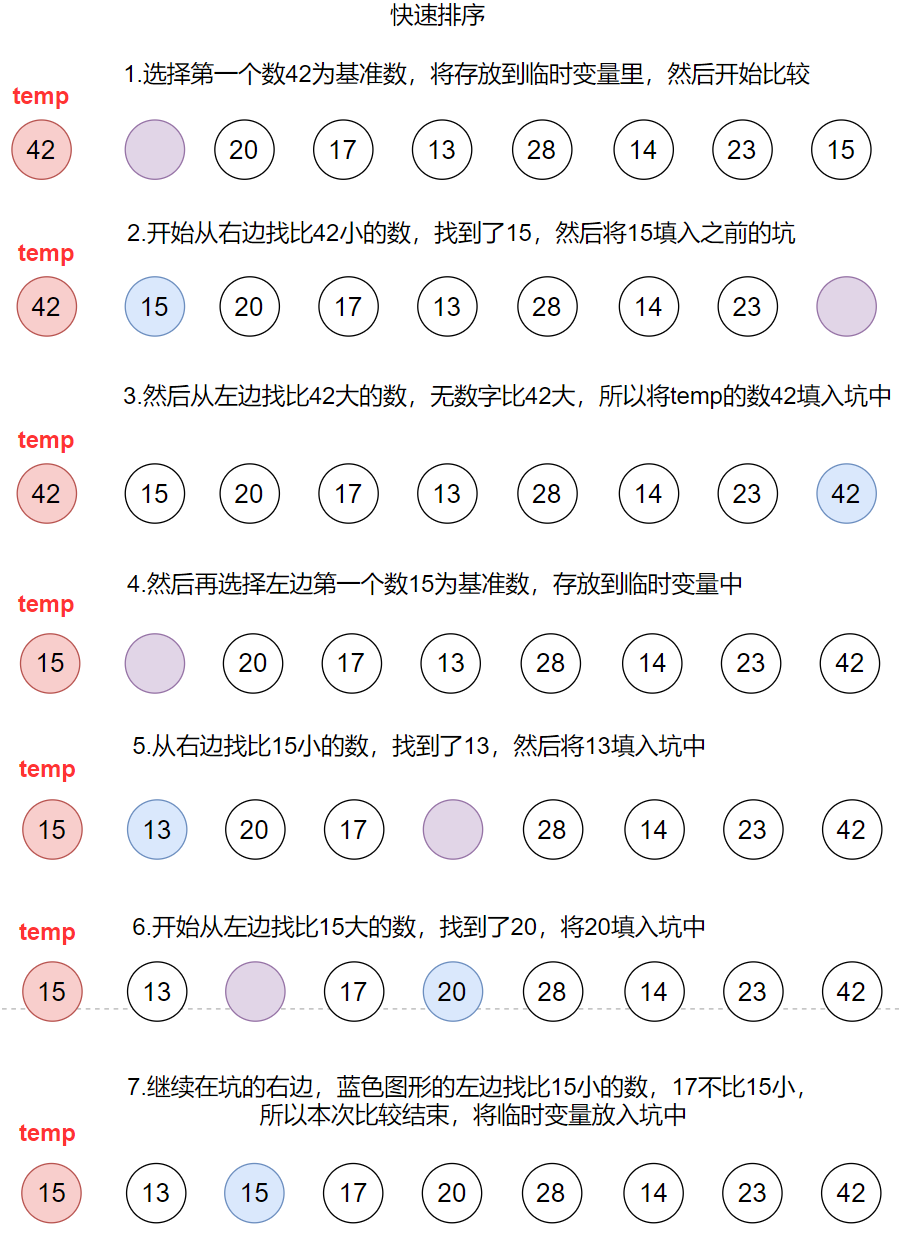 快速排序
1.选择第一个数42为基准数，将存放到临时变量里，然后开始比较
temp
42 20 17 13 28 14 23 15
2.开始从右边找比42小的数，找到了15，然后将15填入之前的坑
temp
42 15 20 17 13 28 14 23
3.然后从左边找比42大的数，无数字比42大，所以将temp的数42填入坑中
temp
42 15 20 17 13 28 14 23 42
4.然后再选择左边第一个数15为基准数，存放到临时变量中
temp
15 20 17 13 28 14 23 42
5.从右边找比15小的数，找到了13，然后将13填入坑中
temp
15 13 20 17 28 14 23 42
6.开始从左边找比15大的数，找到了20，将20填入坑中
temp
15 13 17 20 28 14 23 42
7.继续在坑的右边，蓝色图形的左边找比15小的数，17不比15小，
所以本次比较结束，将临时变量放入坑中
temp
15 13 15 17 20 28 14 23 42